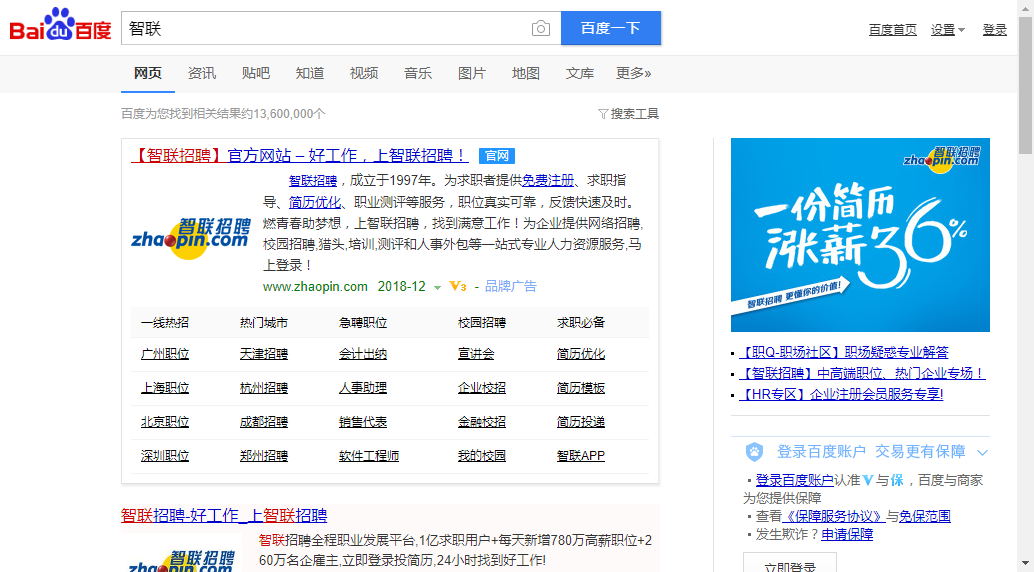 Bai du 百度
智联
百度一下
百度首页 设置 登录
网页 资讯 贴吧 知道 视频 音乐 图片 地图 文库 更多»
百度为您找到相关结果约13,600,000个
搜索工具
【智联招聘】官方网站 – 好工作，上智联招聘！ 官网
智联招聘
zhaopin.com
智联招聘，成立于1997年。为求职者提供免费注册、求职指
导、简历优化、职业测评等服务，职位真实可靠，反馈快速及时。
燃青春助梦想，上智联招聘，找到满意工作！为企业提供网络招聘,
校园招聘,猎头,培训,测评和人事外包等一站式专业人力资源服务,马
上登录！
www.zhaopin.com 2018-12 V3 - 品牌广告
一线热招 热门城市 急聘职位 校园招聘 求职必备
广州职位 天津招聘 会计出纳 宣讲会 简历优化
上海职位 杭州招聘 人事助理 企业校招 简历模板
北京职位 成都招聘 销售代表 金融校招 简历投递
深圳职位 郑州招聘 软件工程师 我的校园 智联APP
智联招聘-好工作_上智联招聘
智联招聘
zhaopin.com
智联招聘全程职业发展平台,1亿求职用户+每天新增780万高薪职位+2
60万名企雇主,立即登录投简历,24小时找到好工作!
智联招聘
zhaopin.com
一份简历
涨薪36%
智联招聘 更懂你的价值!
【职Q-职场社区】职场疑惑专业解答
【智联招聘】中高端职位、热门企业专场！
【HR专区】企业注册会员服务专享!
登录百度账户 交易更有保障
登录百度账户认准V与保，百度与商家
为您提供保障
查看《保障服务协议》与免保范围
发生欺诈？申请保障
立即登录